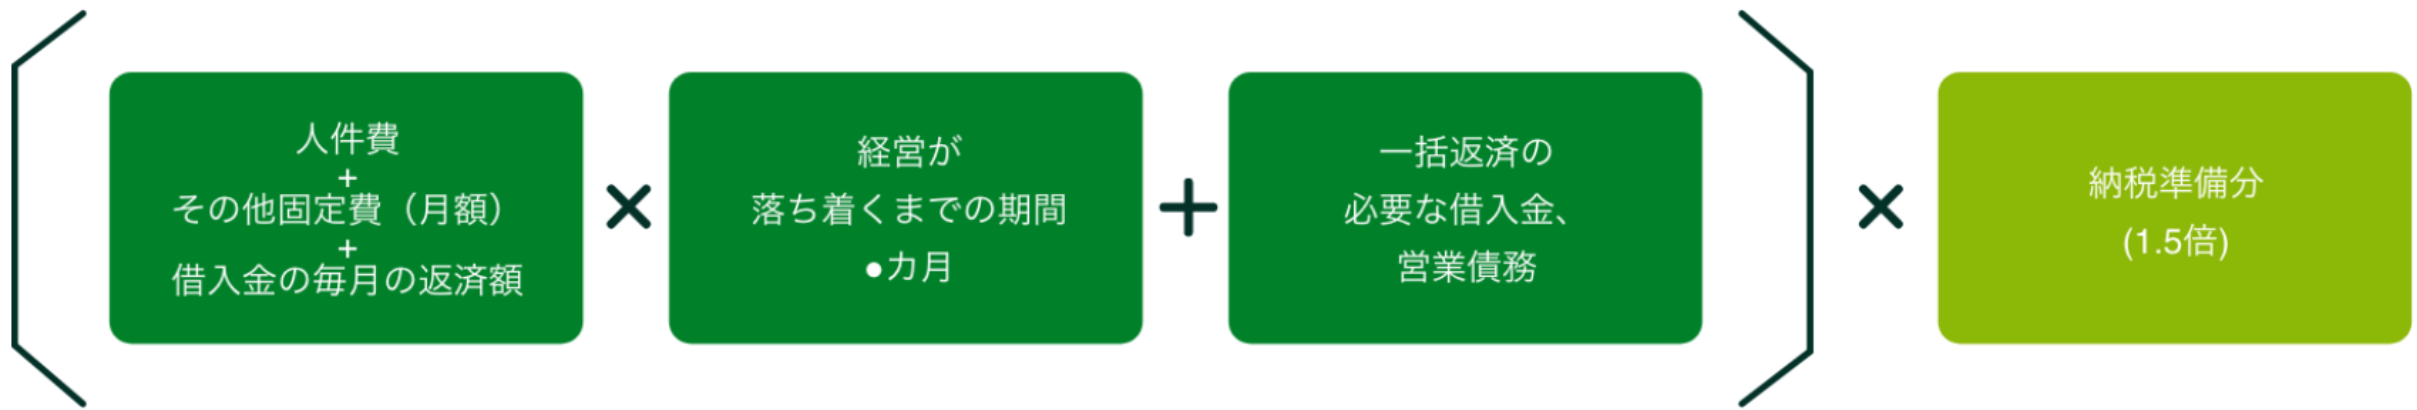 人件費
+
その他固定費（月額）
+
借入金の毎月の返済額
×
経営が
落ち着くまでの期間
●カ月
+
一括返済の
必要な借入金、
営業債務
×
納税準備分
(1.5倍)